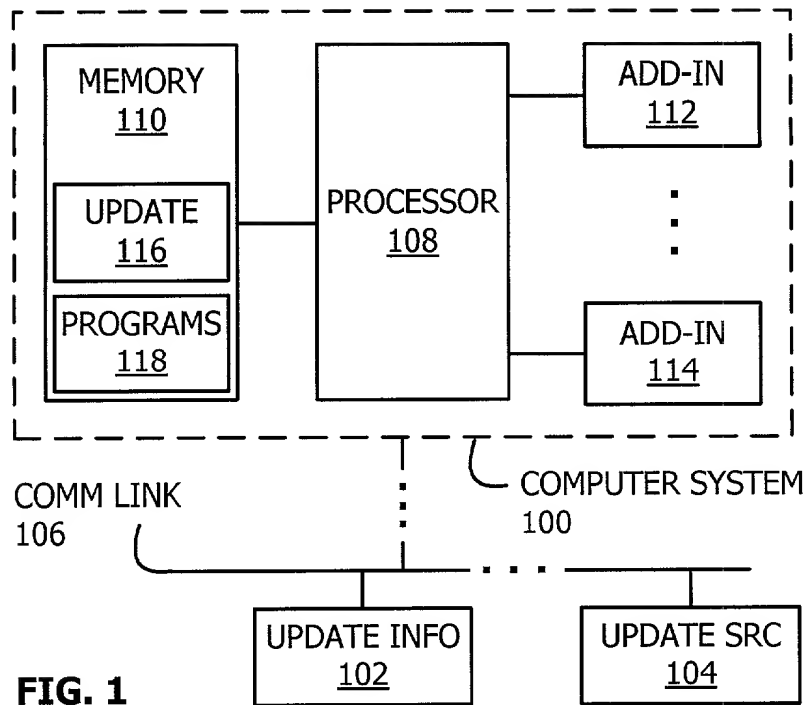 MEMORY
110
UPDATE
116
PROGRAMS
118
PROCESSOR
108
ADD-IN
112
ADD-IN
114
COMM LINK
106
COMPUTER SYSTEM
100
UPDATE INFO
102
UPDATE SRC
104
FIG. 1